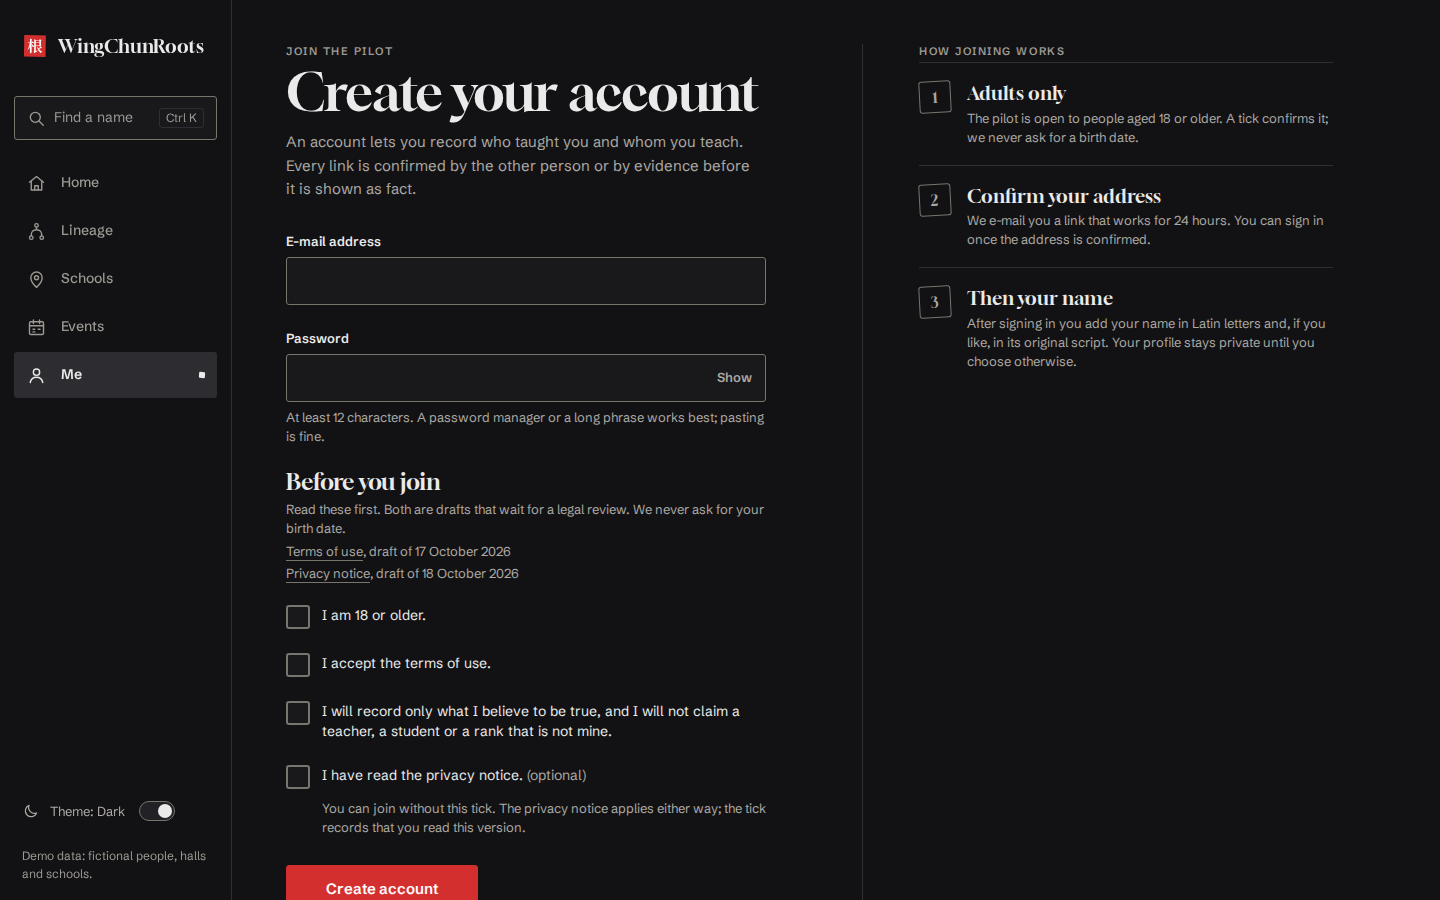 根 WingChunRoots
Find a name Ctrl K
Home
Lineage
Schools
Events
Me
Theme: Dark
Demo data: fictional people, halls
and schools.
JOIN THE PILOT
Create your account
An account lets you record who taught you and whom you teach.
Every link is confirmed by the other person or by evidence before
it is shown as fact.
E-mail address
Password
Show
At least 12 characters. A password manager or a long phrase works best; pasting
is fine.
Before you join
Read these first. Both are drafts that wait for a legal review. We never ask for your
birth date.
Terms of use, draft of 17 October 2026
Privacy notice, draft of 18 October 2026
I am 18 or older.
I accept the terms of use.
I will record only what I believe to be true, and I will not claim a
teacher, a student or a rank that is not mine.
I have read the privacy notice. (optional)
You can join without this tick. The privacy notice applies either way; the tick
records that you read this version.
Create account
HOW JOINING WORKS
1 Adults only
The pilot is open to people aged 18 or older. A tick confirms it;
we never ask for a birth date.
2 Confirm your address
We e-mail you a link that works for 24 hours. You can sign in
once the address is confirmed.
3 Then your name
After signing in you add your name in Latin letters and, if you
like, in its original script. Your profile stays private until you
choose otherwise.